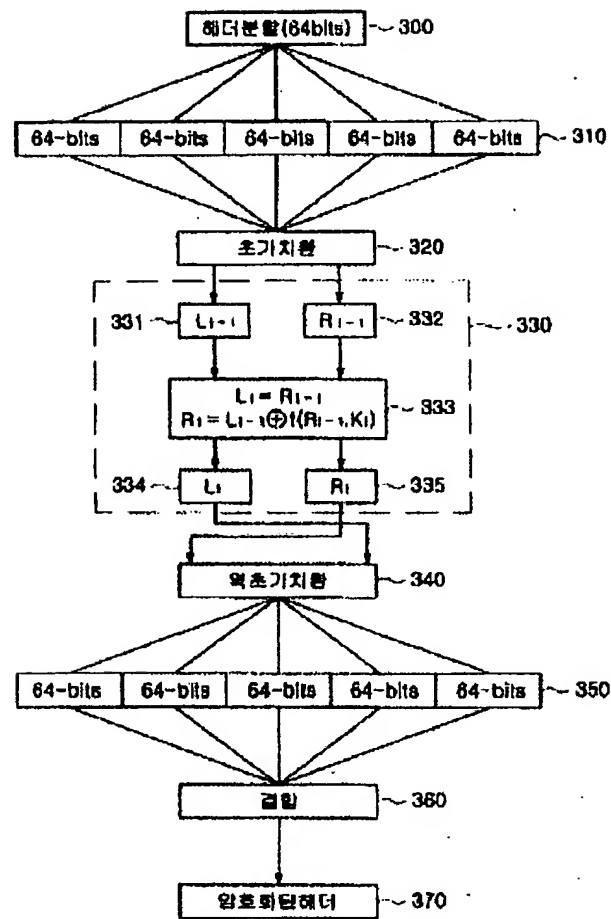 헤더분할(64bits) 300
64-bits 64-bits 64-bits 64-bits 64-bits 310
초기치환 320
331 Li-1 Ri-1 332 330
Li = Ri-1
Ri = Li-1⊕f(Ri-1,Ki) 333
334 Li Ri 335
역초기치환 340
64-bits 64-bits 64-bits 64-bits 64-bits 350
결합 360
암호화된헤더 370